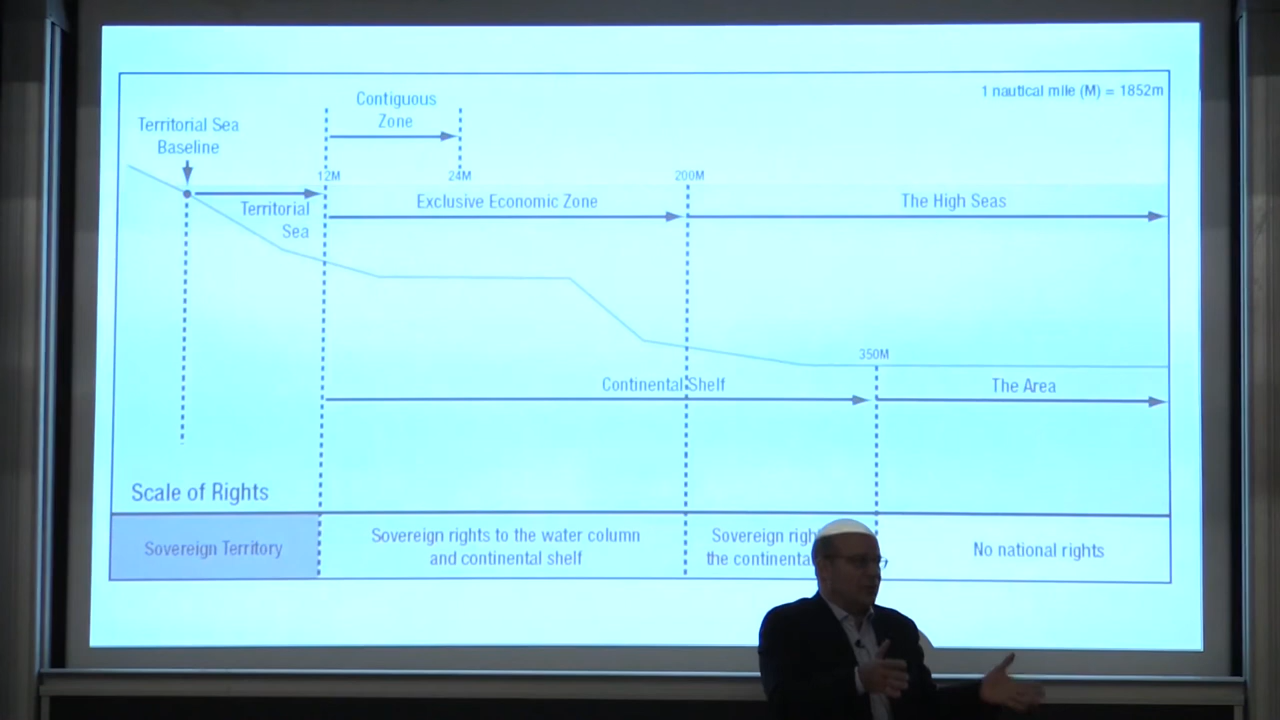 1 nautical mile (M) = 1852m
Contiguous
Zone
Territorial Sea
Baseline
12M
24M
200M
Territorial
Sea
Exclusive Economic Zone
The High Seas
350M
Continental Shelf
The Area
Scale of Rights
Sovereign Territory
Sovereign rights to the water column
and continental shelf
Sovereign
the
No national rights